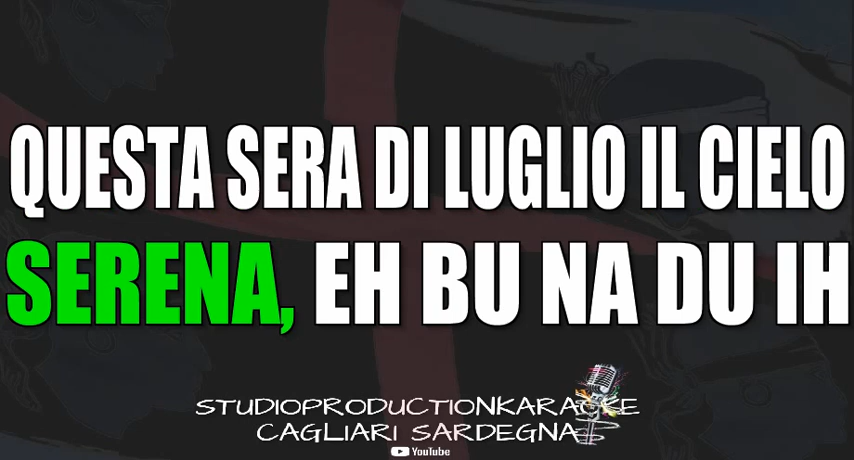 QUESTA SERA DI LUGLIO IL CIELO
SERENA, EH BU NA DU IH
STUDIOPRODUCTIONKARAOKE
CAGLIARI SARDEGNA
YouTube